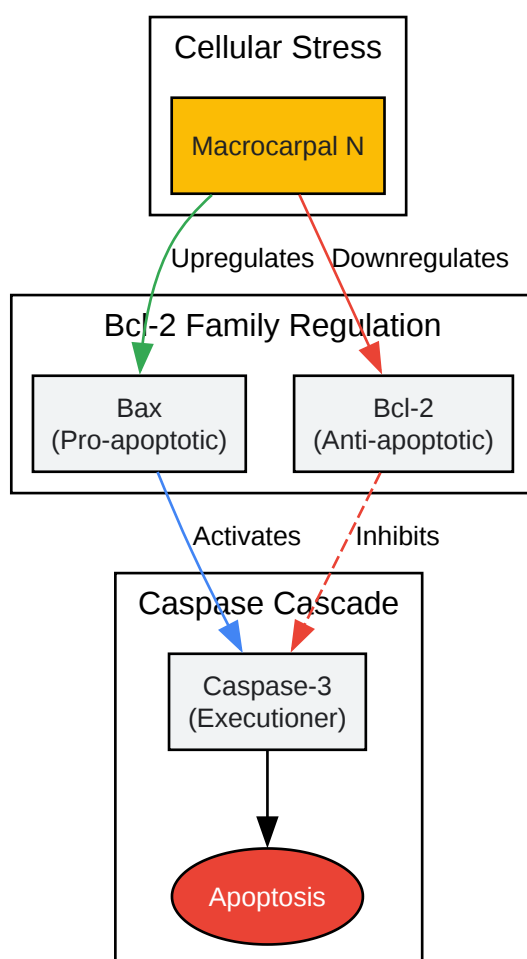 Cellular Stress
Macrocarpal N
Upregulates
Downregulates
Bcl-2 Family Regulation
Bax
(Pro-apoptotic)
Bcl-2
(Anti-apoptotic)
Activates
Inhibits
Caspase Cascade
Caspase-3
(Executioner)
Apoptosis